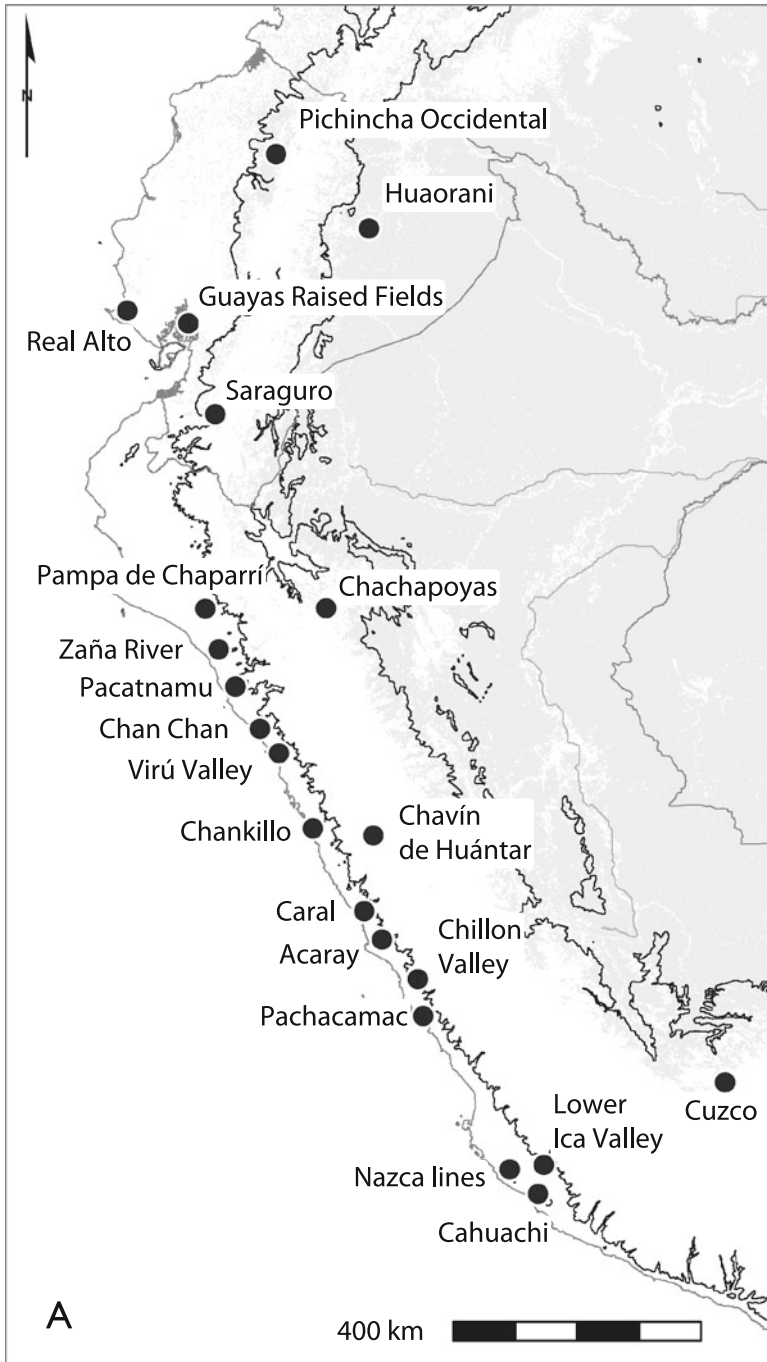 N
Pichincha Occidental
Huaorani
Guayas Raised Fields
Real Alto
Saraguro
Pampa de Chaparrí
Chachapoyas
Zaña River
Pacatnamu
Chan Chan
Virú Valley
Chankillo
Chavín
de Huántar
Caral
Acaray
Chillon
Valley
Pachacamac
Cuzco
Lower
Ica Valley
Nazca lines
Cahuachi
A
400 km